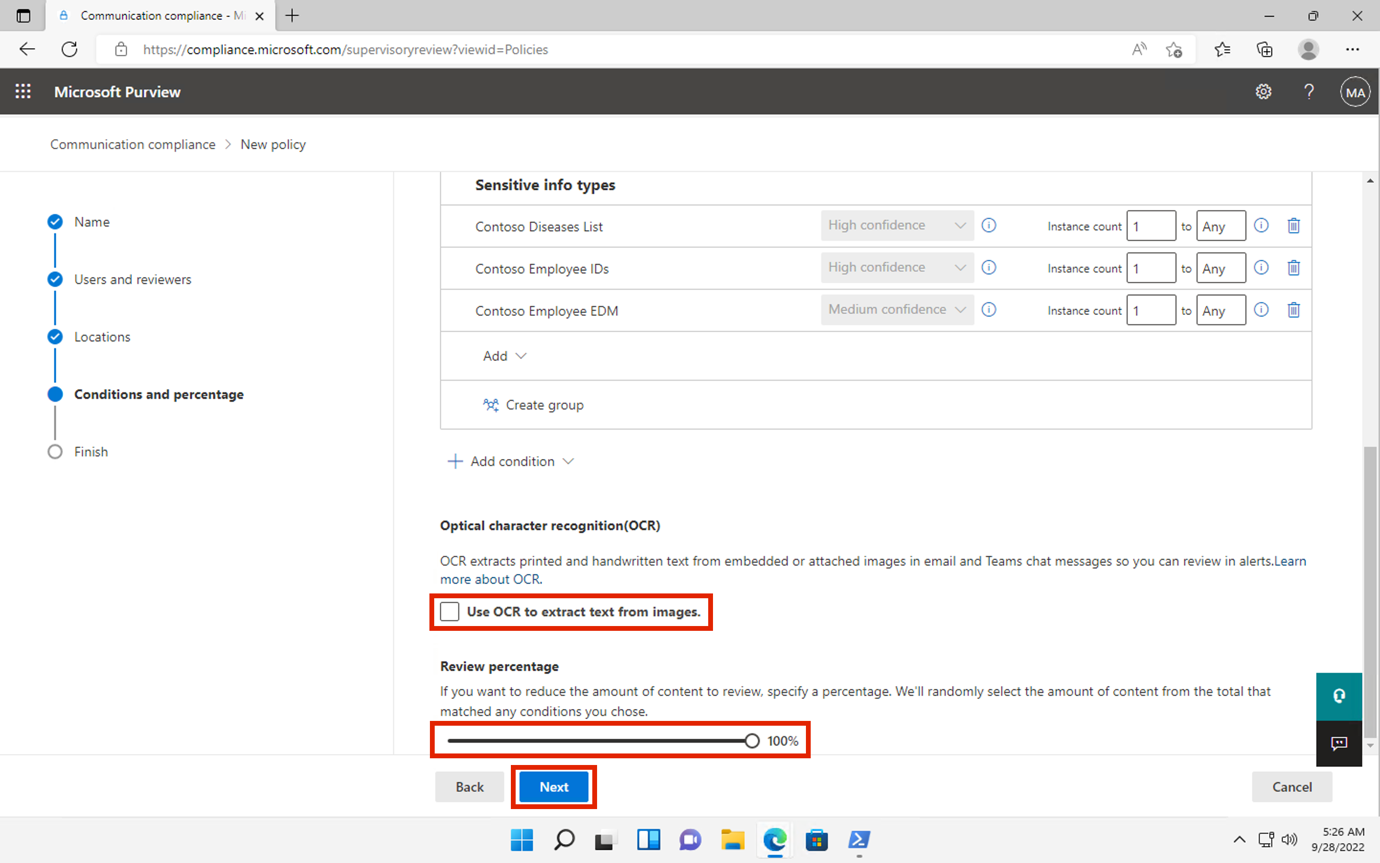 Communication compliance - Mi
https://compliance.microsoft.com/supervisoryreview?viewid=Policies
Microsoft Purview
MA
Communication compliance > New policy
Name
Users and reviewers
Locations
Conditions and percentage
Finish
Sensitive info types
Contoso Diseases List High confidence Instance count 1 to Any
Contoso Employee IDs High confidence Instance count 1 to Any
Contoso Employee EDM Medium confidence Instance count 1 to Any
Add
Create group
Add condition
Optical character recognition(OCR)
OCR extracts printed and handwritten text from embedded or attached images in email and Teams chat messages so you can review in alerts.Learn
more about OCR.
Use OCR to extract text from images.
Review percentage
If you want to reduce the amount of content to review, specify a percentage. We'll randomly select the amount of content from the total that
matched any conditions you chose.
100%
Back Next Cancel
5:26 AM
9/28/2022